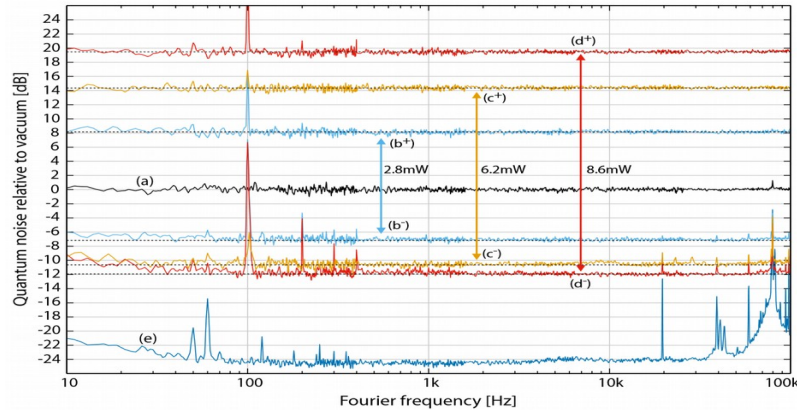 Quantum noise relative to vacuum [dB]
24
22
20
18
16
14
12
10
8
6
4
2
0
-2
-4
-6
-8
-10
-12
-14
-16
-18
-20
-22
-24
(d⁺)
(c⁺)
(b⁺)
(a)
2.8mW
6.2mW
8.6mW
(b⁻)
(c⁻)
(d⁻)
(e)
10
100
1k
10k
100k
Fourier frequency [Hz]